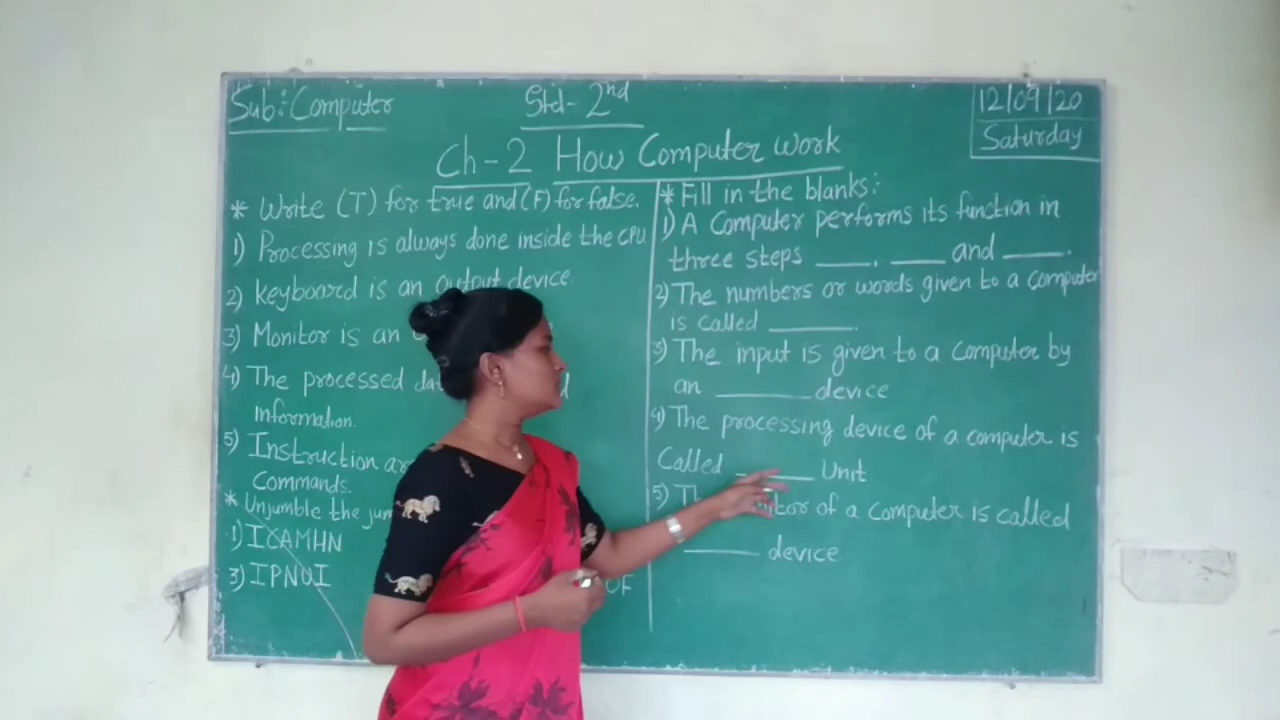 Sub: Computer
Std- 2nd
12/09/20
Saturday
Ch-2 How Computer work
* Write (T) for true and (F) for false.
1) Processing is always done inside the CPU.
2) keyboard is an output device.
3) Monitor is an
4) The processed
Information.
5) Instruction
Commands.
* Unjumble the
1) ICAMHN
3) IPNUI
* Fill in the blanks:
1) A Computer performs its function in
three steps ____, ____ and ____.
2) The numbers or words given to a computer
is called ____.
3) The input is given to a Computer by
an ____ device
4) The processing device of a computer is
Called ____ Unit
5) of a computer is called
____ device.